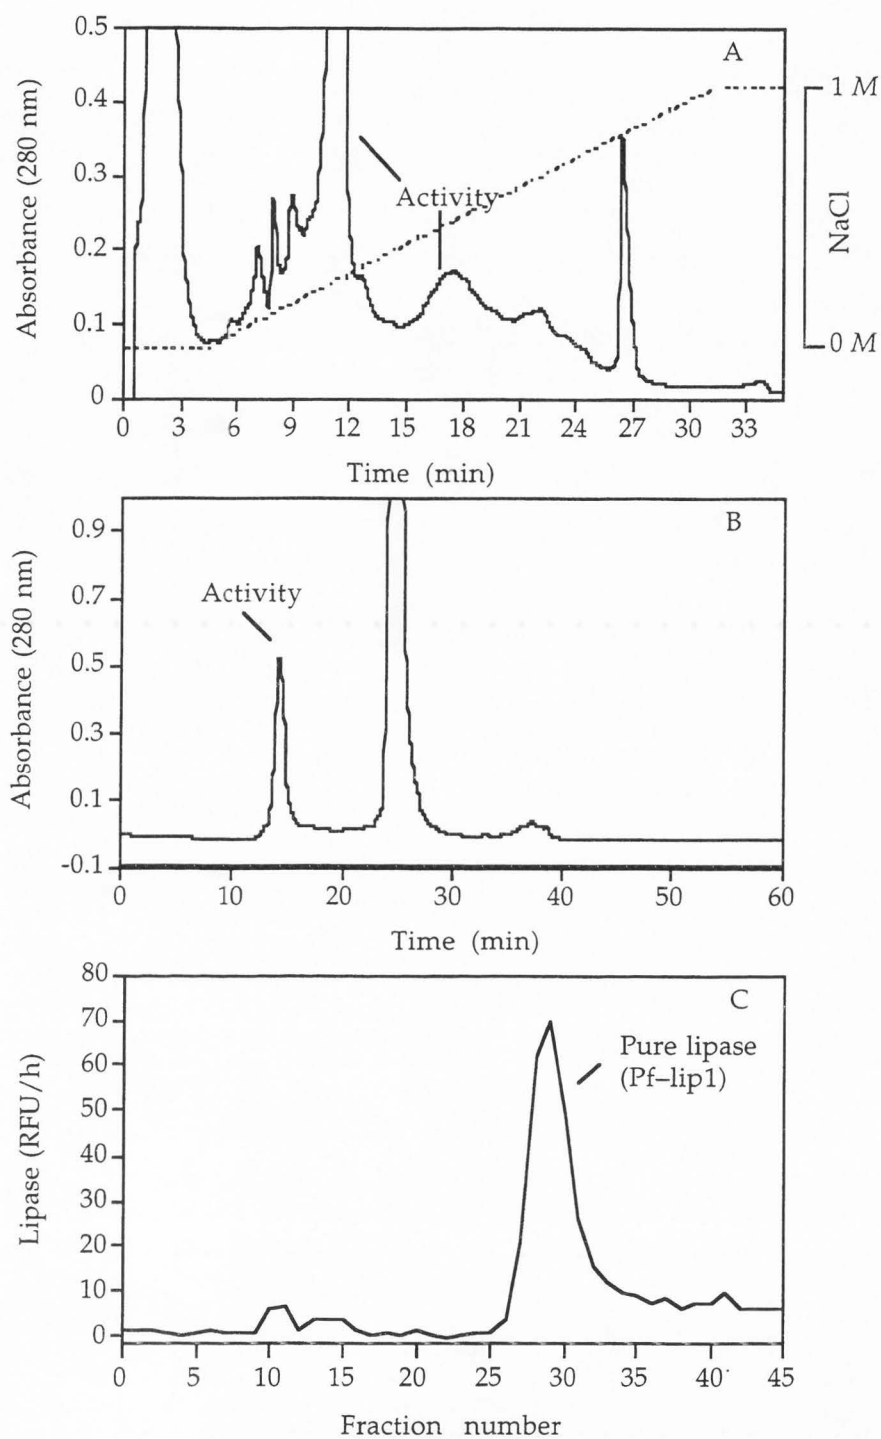 A
Absorbance (280 nm)
0.5
0.4
0.3
0.2
0.1
0
Activity
1 M
NaCl
0 M
0 3 6 9 12 15 18 21 24 27 30 33
Time (min)
B
Absorbance (280 nm)
0.9
0.7
0.5
0.3
0.1
-0.1
Activity
0 10 20 30 40 50 60
Time (min)
C
Lipase (RFU/h)
80
70
60
50
40
30
20
10
0
Pure lipase
(Pf–lip1)
0 5 10 15 20 25 30 35 40 45
Fraction number